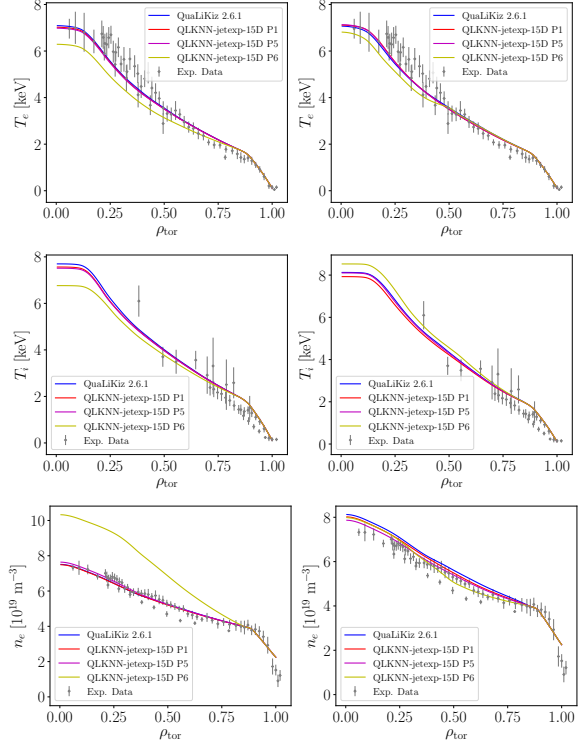 8
6
4
2
0
T_e [keV]
QuaLiKiz 2.6.1
QLKNN-jetexp-15D P1
QLKNN-jetexp-15D P5
QLKNN-jetexp-15D P6
Exp. Data
0.00 0.25 0.50 0.75 1.00
ρ_tor
8
6
4
2
0
T_e [keV]
QuaLiKiz 2.6.1
QLKNN-jetexp-15D P1
QLKNN-jetexp-15D P5
QLKNN-jetexp-15D P6
Exp. Data
0.00 0.25 0.50 0.75 1.00
ρ_tor
8
6
4
2
0
T_i [keV]
QuaLiKiz 2.6.1
QLKNN-jetexp-15D P1
QLKNN-jetexp-15D P5
QLKNN-jetexp-15D P6
Exp. Data
0.00 0.25 0.50 0.75 1.00
ρ_tor
8
6
4
2
0
T_i [keV]
QuaLiKiz 2.6.1
QLKNN-jetexp-15D P1
QLKNN-jetexp-15D P5
QLKNN-jetexp-15D P6
Exp. Data
0.00 0.25 0.50 0.75 1.00
ρ_tor
10
8
6
4
2
0
n_e [10¹⁹ m⁻³]
QuaLiKiz 2.6.1
QLKNN-jetexp-15D P1
QLKNN-jetexp-15D P5
QLKNN-jetexp-15D P6
Exp. Data
0.00 0.25 0.50 0.75 1.00
ρ_tor
8
6
4
2
0
n_e [10¹⁹ m⁻³]
QuaLiKiz 2.6.1
QLKNN-jetexp-15D P1
QLKNN-jetexp-15D P5
QLKNN-jetexp-15D P6
Exp. Data
0.00 0.25 0.50 0.75 1.00
ρ_tor